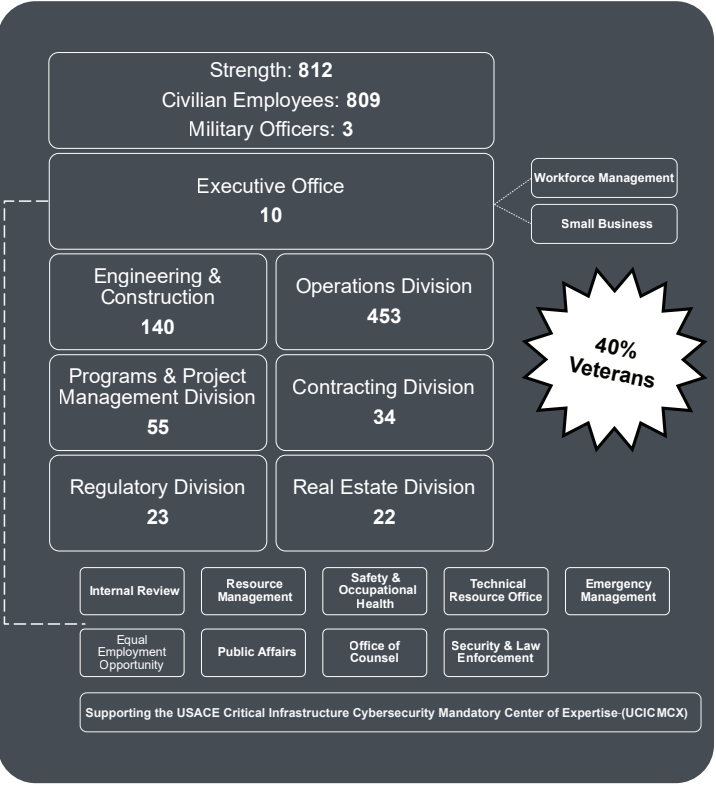 Strength: 812
Civilian Employees: 809
Military Officers: 3
Executive Office
10
Workforce Management
Small Business
Engineering &
Construction
140
Operations Division
453
40%
Veterans
Programs & Project
Management Division
55
Contracting Division
34
Regulatory Division
23
Real Estate Division
22
Internal Review
Resource
Management
Safety &
Occupational
Health
Technical
Resource Office
Emergency
Management
Equal
Employment
Opportunity
Public Affairs
Office of
Counsel
Security & Law
Enforcement
Supporting the USACE Critical Infrastructure Cybersecurity Mandatory Center of Expertise-(UCICMCX)